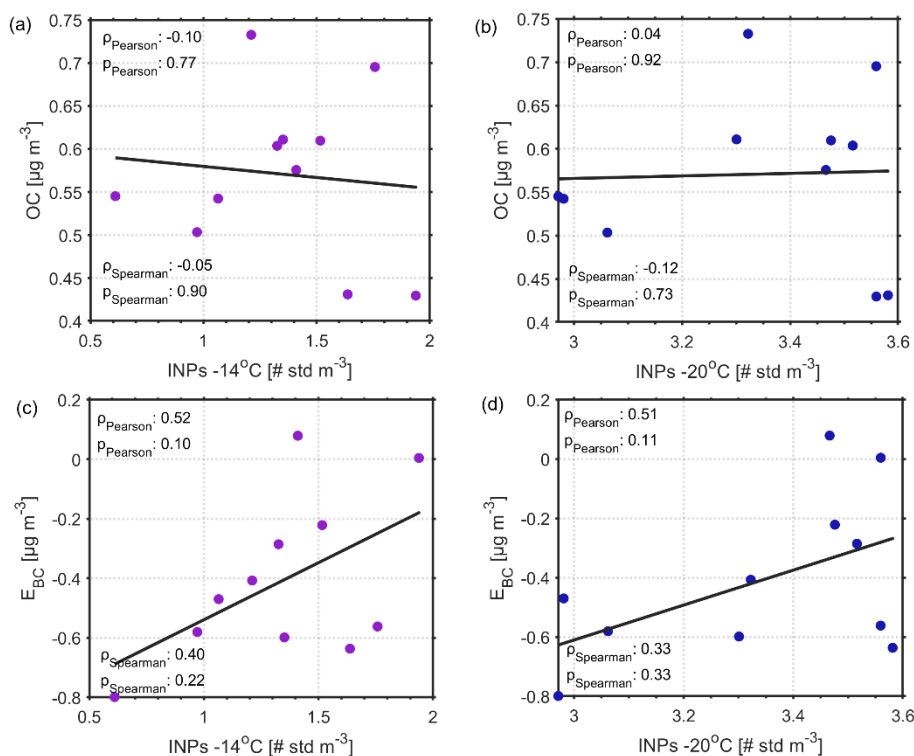 (a)
ρPearson: -0.10
pPearson: 0.77
0.75
0.7
0.65
0.6
0.55
0.5
0.45
0.4
OC [µg m-3]
ρSpearman: -0.05
pSpearman: 0.90
0.5 1 1.5 2
INPs -14°C [# std m-3]
(b)
ρPearson: 0.04
pPearson: 0.92
0.75
0.7
0.65
0.6
0.55
0.5
0.45
0.4
OC [µg m-3]
ρSpearman: -0.12
pSpearman: 0.73
3 3.2 3.4 3.6
INPs -20°C [# std m-3]
(c)
ρPearson: 0.52
pPearson: 0.10
0.2
0
-0.2
-0.4
-0.6
-0.8
EBC [µg m-3]
ρSpearman: 0.40
pSpearman: 0.22
0.5 1 1.5 2
INPs -14°C [# std m-3]
(d)
ρPearson: 0.51
pPearson: 0.11
0.2
0
-0.2
-0.4
-0.6
-0.8
EBC [µg m-3]
ρSpearman: 0.33
pSpearman: 0.33
3 3.2 3.4 3.6
INPs -20°C [# std m-3]